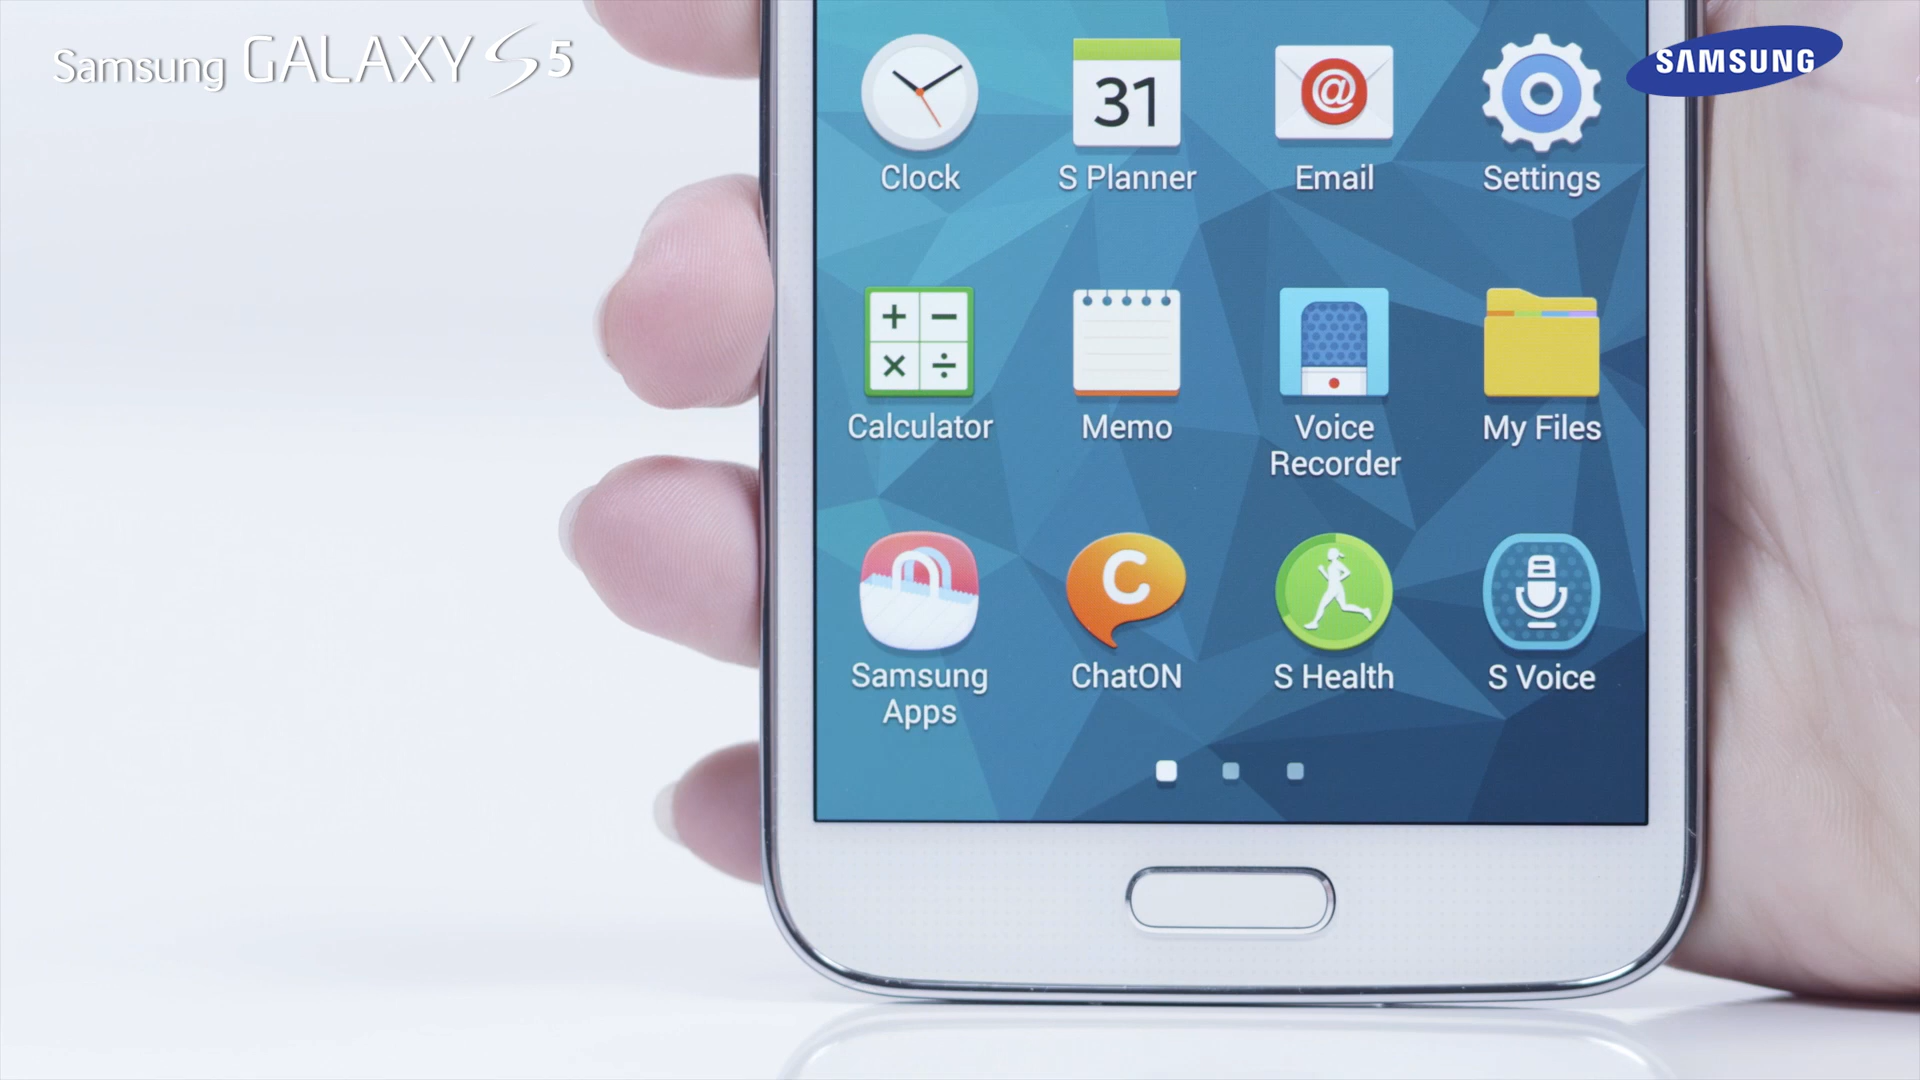 Samsung GALAXY S5
SAMSUNG
31
@
Clock
S Planner
Email
Settings
+ −
× ÷
Calculator
Memo
Voice
Recorder
My Files
C
Samsung
Apps
ChatON
S Health
S Voice